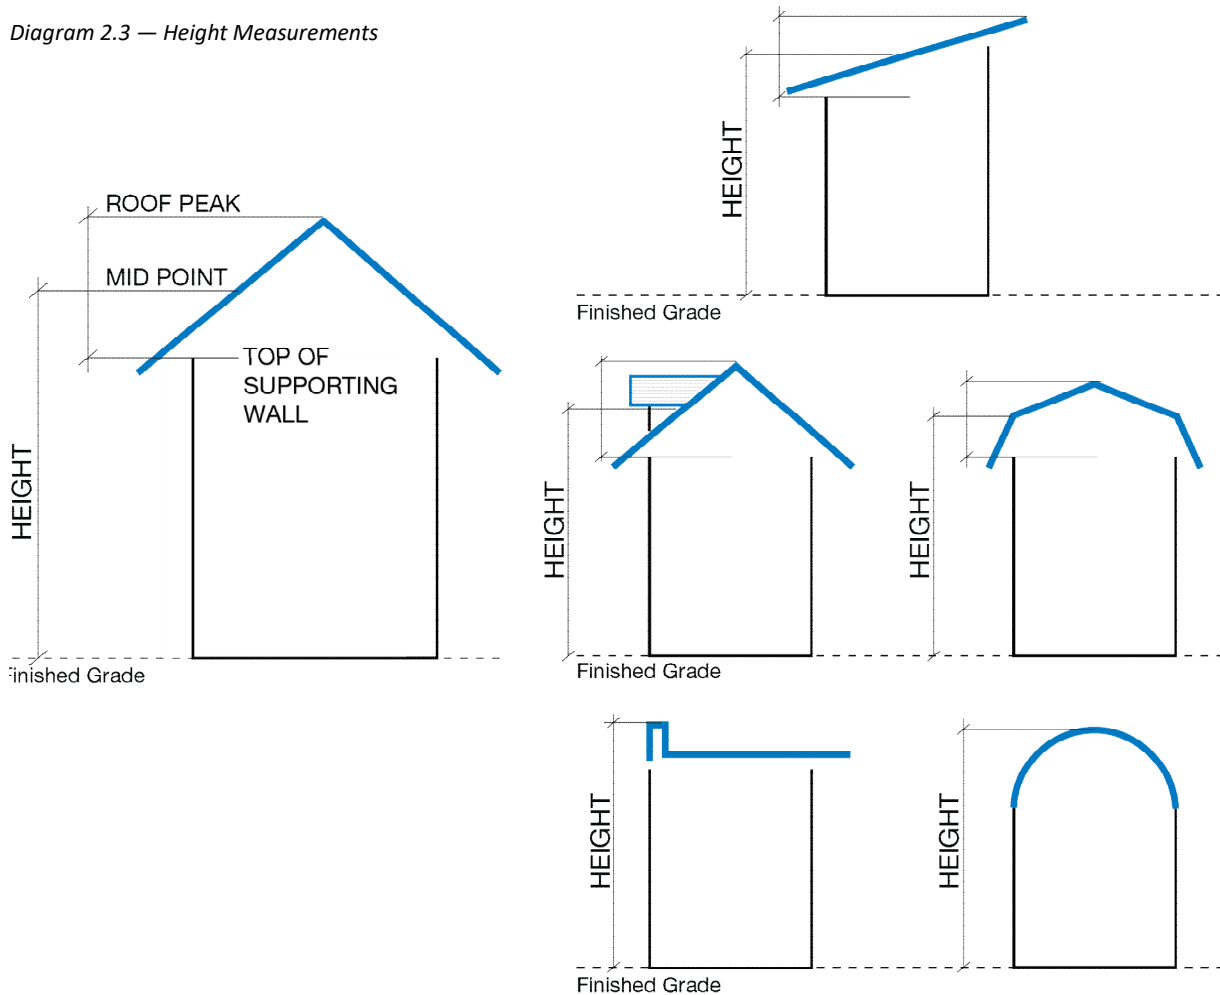 Diagram 2.3 — Height Measurements
ROOF PEAK
MID POINT
TOP OF
SUPPORTING
WALL
HEIGHT
Finished Grade
HEIGHT
Finished Grade
HEIGHT
Finished Grade
HEIGHT
HEIGHT
Finished Grade
HEIGHT